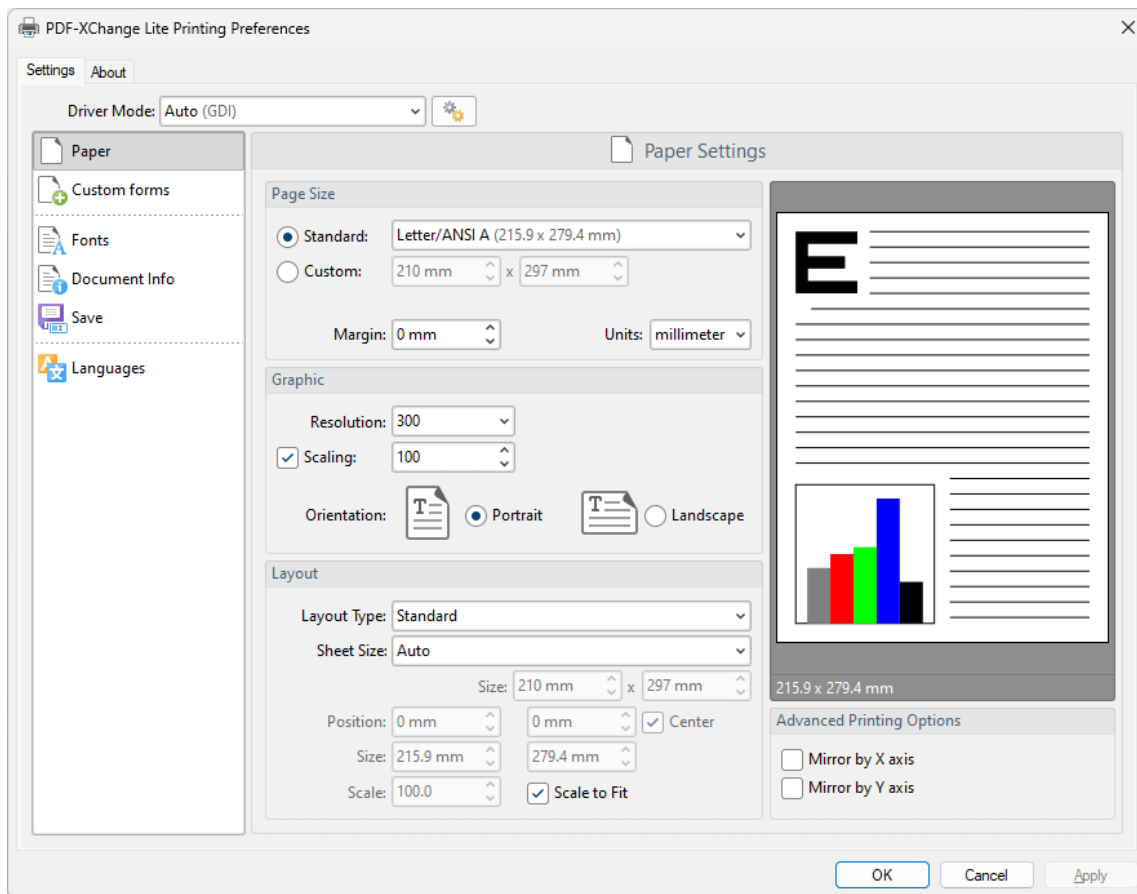 PDF-XChange Lite Printing Preferences
Settings About
Driver Mode: Auto (GDI)
Paper
Custom forms
Fonts
Document Info
Save
Languages
Paper Settings
Page Size
Standard: Letter/ANSI A (215.9 x 279.4 mm)
Custom: 210 mm x 297 mm
Margin: 0 mm Units: millimeter
Graphic
Resolution: 300
Scaling: 100
Orientation: T Portrait T Landscape
Layout
Layout Type: Standard
Sheet Size: Auto
Size: 210 mm x 297 mm
Position: 0 mm 0 mm Center
Size: 215.9 mm 279.4 mm
Scale: 100.0 Scale to Fit
E
215.9 x 279.4 mm
Advanced Printing Options
Mirror by X axis
Mirror by Y axis
OK Cancel Apply